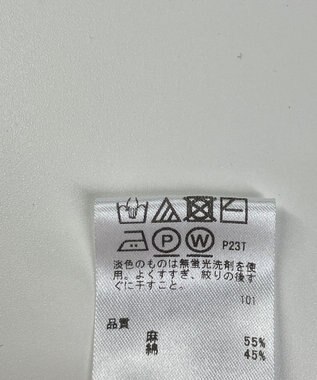 P W P23T
淡色のものは無蛍光洗剤を使
用。よくすすぎ、絞りの後す
ぐに干すこと。
T01
品質
麻 55%
綿 45%